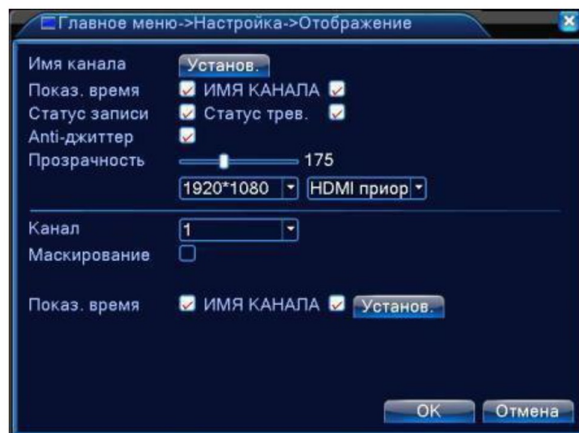 Главное меню->Настройка->Отображение
Имя канала Установ.
Показ. время ИМЯ КАНАЛА
Статус записи Статус трев.
Anti-джиттер
Прозрачность 175
1920*1080 HDMI приор
Канал 1
Маскирование
Показ. время ИМЯ КАНАЛА Установ.
OK Отмена